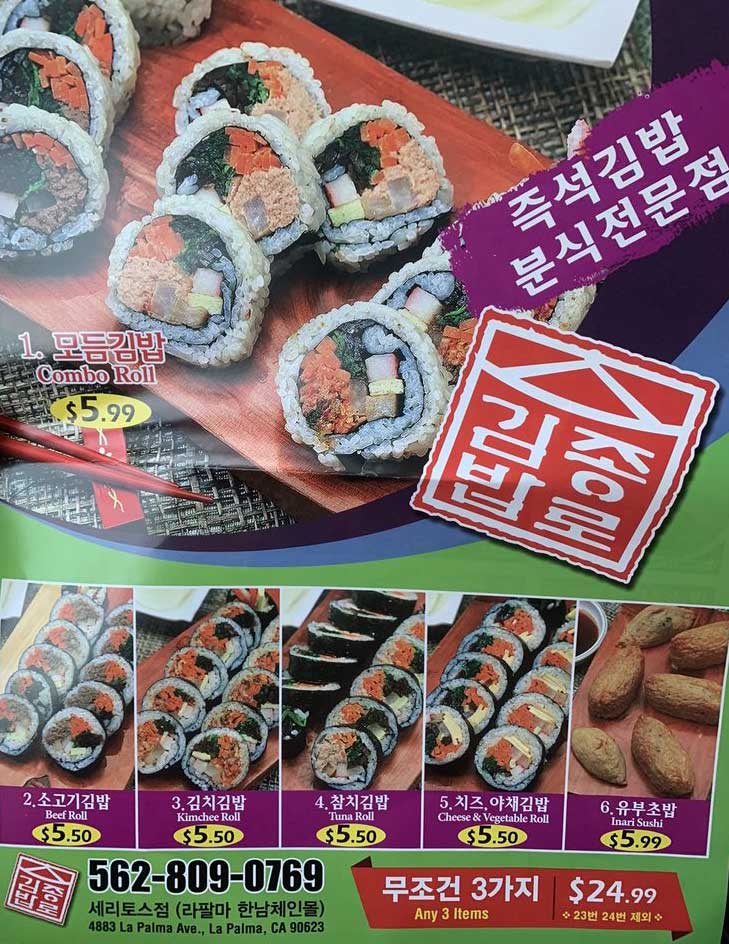 즉석김밥
분식전문점
1. 모듬김밥
Combo Roll
$5.99
종로
김밥
2. 소고기김밥
Beef Roll
$5.50
3. 김치김밥
Kimchee Roll
$5.50
4. 참치김밥
Tuna Roll
$5.50
5. 치즈,야채김밥
Cheese & Vegetable Roll
$5.50
6. 유부초밥
Inari Sushi
$5.99
종로
김밥
562-809-0769
세리토스점 (라팔마 한남체인몰)
4883 La Palma Ave., La Palma, CA 90623
무조건 3가지
Any 3 Items
$24.99
※ 23번 24번 제외 ※